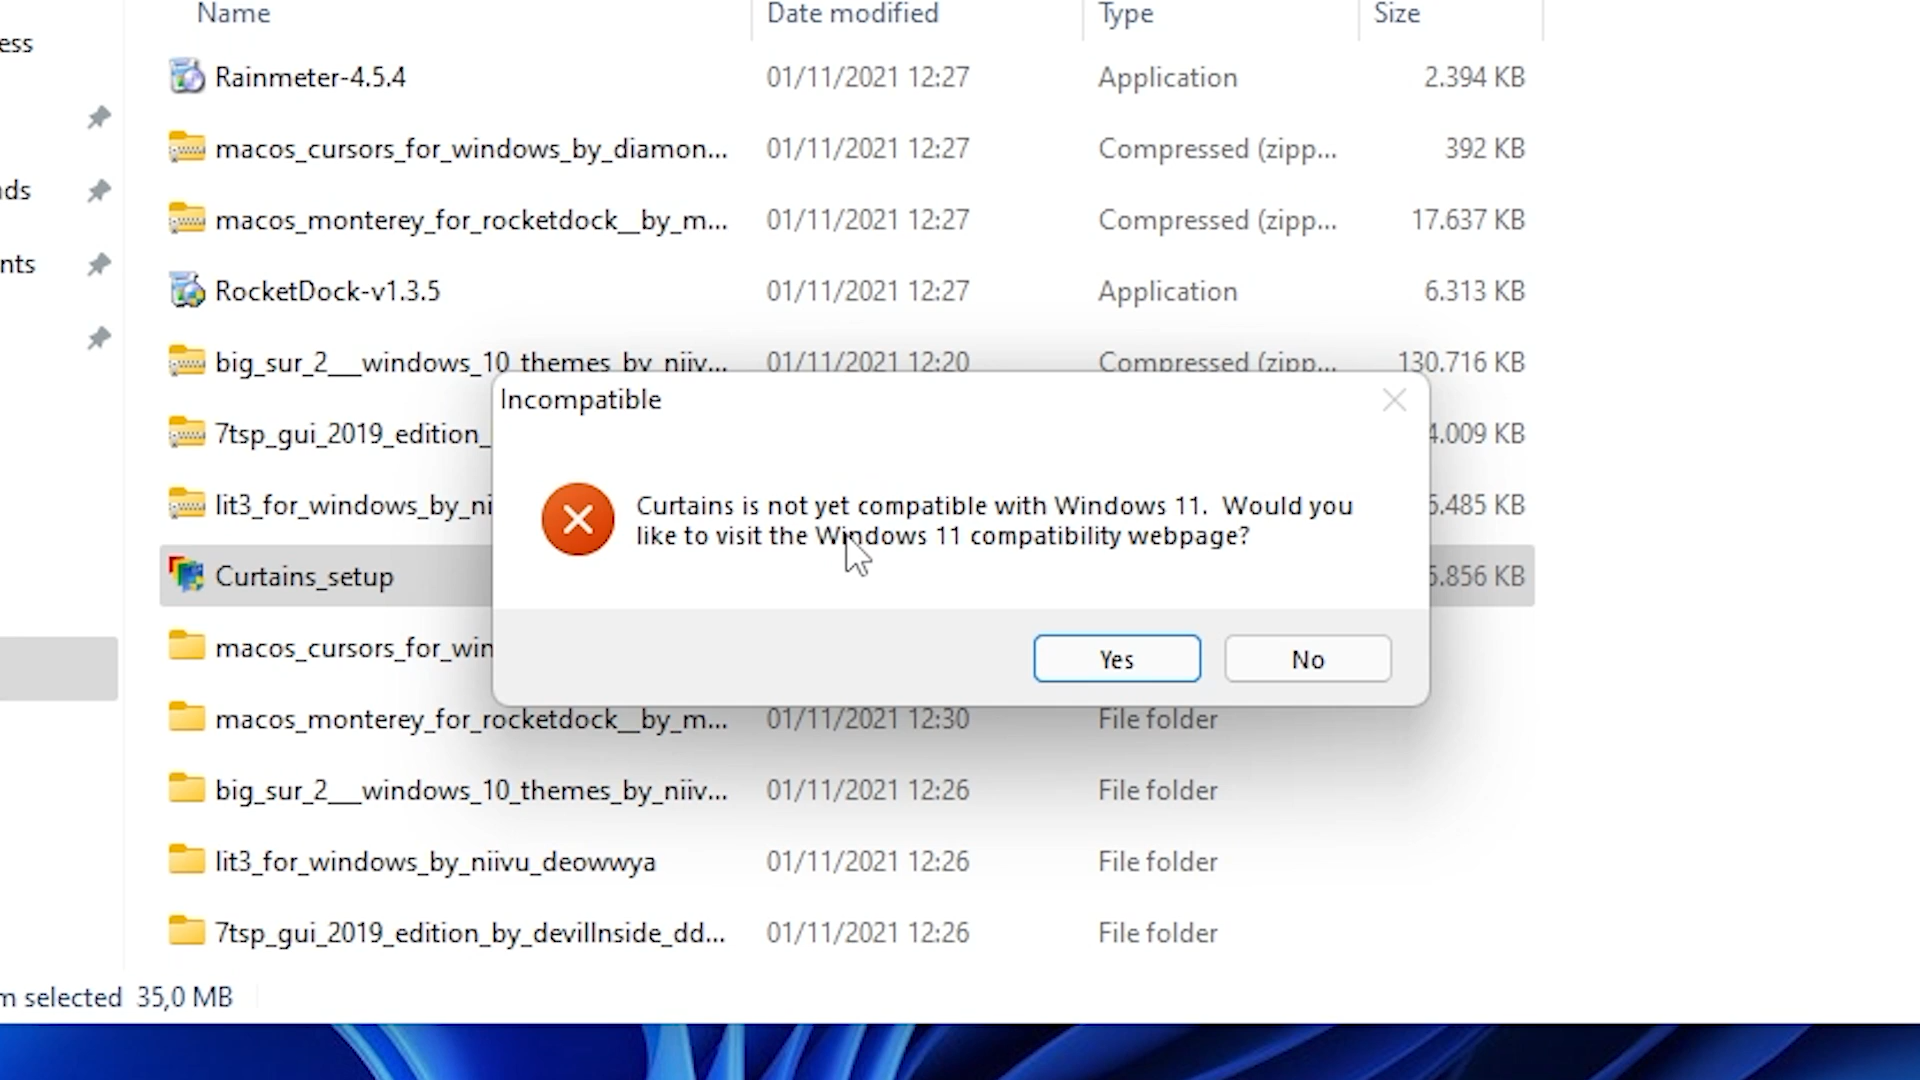 Name Date modified Type Size
ess
Rainmeter-4.5.4 01/11/2021 12:27 Application 2.394 KB
macos_cursors_for_windows_by_diamon... 01/11/2021 12:27 Compressed (zipp... 392 KB
ds
macos_monterey_for_rocketdock__by_m... 01/11/2021 12:27 Compressed (zipp... 17.637 KB
nts
RocketDock-v1.3.5 01/11/2021 12:27 Application 6.313 KB
big_sur_2___windows_10_themes_by_niiv... 01/11/2021 12:20 Compressed (zipp... 130.716 KB
Incompatible
7tsp_gui_2019_edition_ 4.009 KB
lit3_for_windows_by_ni 5.485 KB
Curtains is not yet compatible with Windows 11. Would you
like to visit the Windows 11 compatibility webpage?
Curtains_setup 5.856 KB
macos_cursors_for_win
Yes No
macos_monterey_for_rocketdock__by_m... 01/11/2021 12:30 File folder
big_sur_2___windows_10_themes_by_niiv... 01/11/2021 12:26 File folder
lit3_for_windows_by_niivu_deowwya 01/11/2021 12:26 File folder
7tsp_gui_2019_edition_by_devillnside_dd... 01/11/2021 12:26 File folder
m selected 35,0 MB